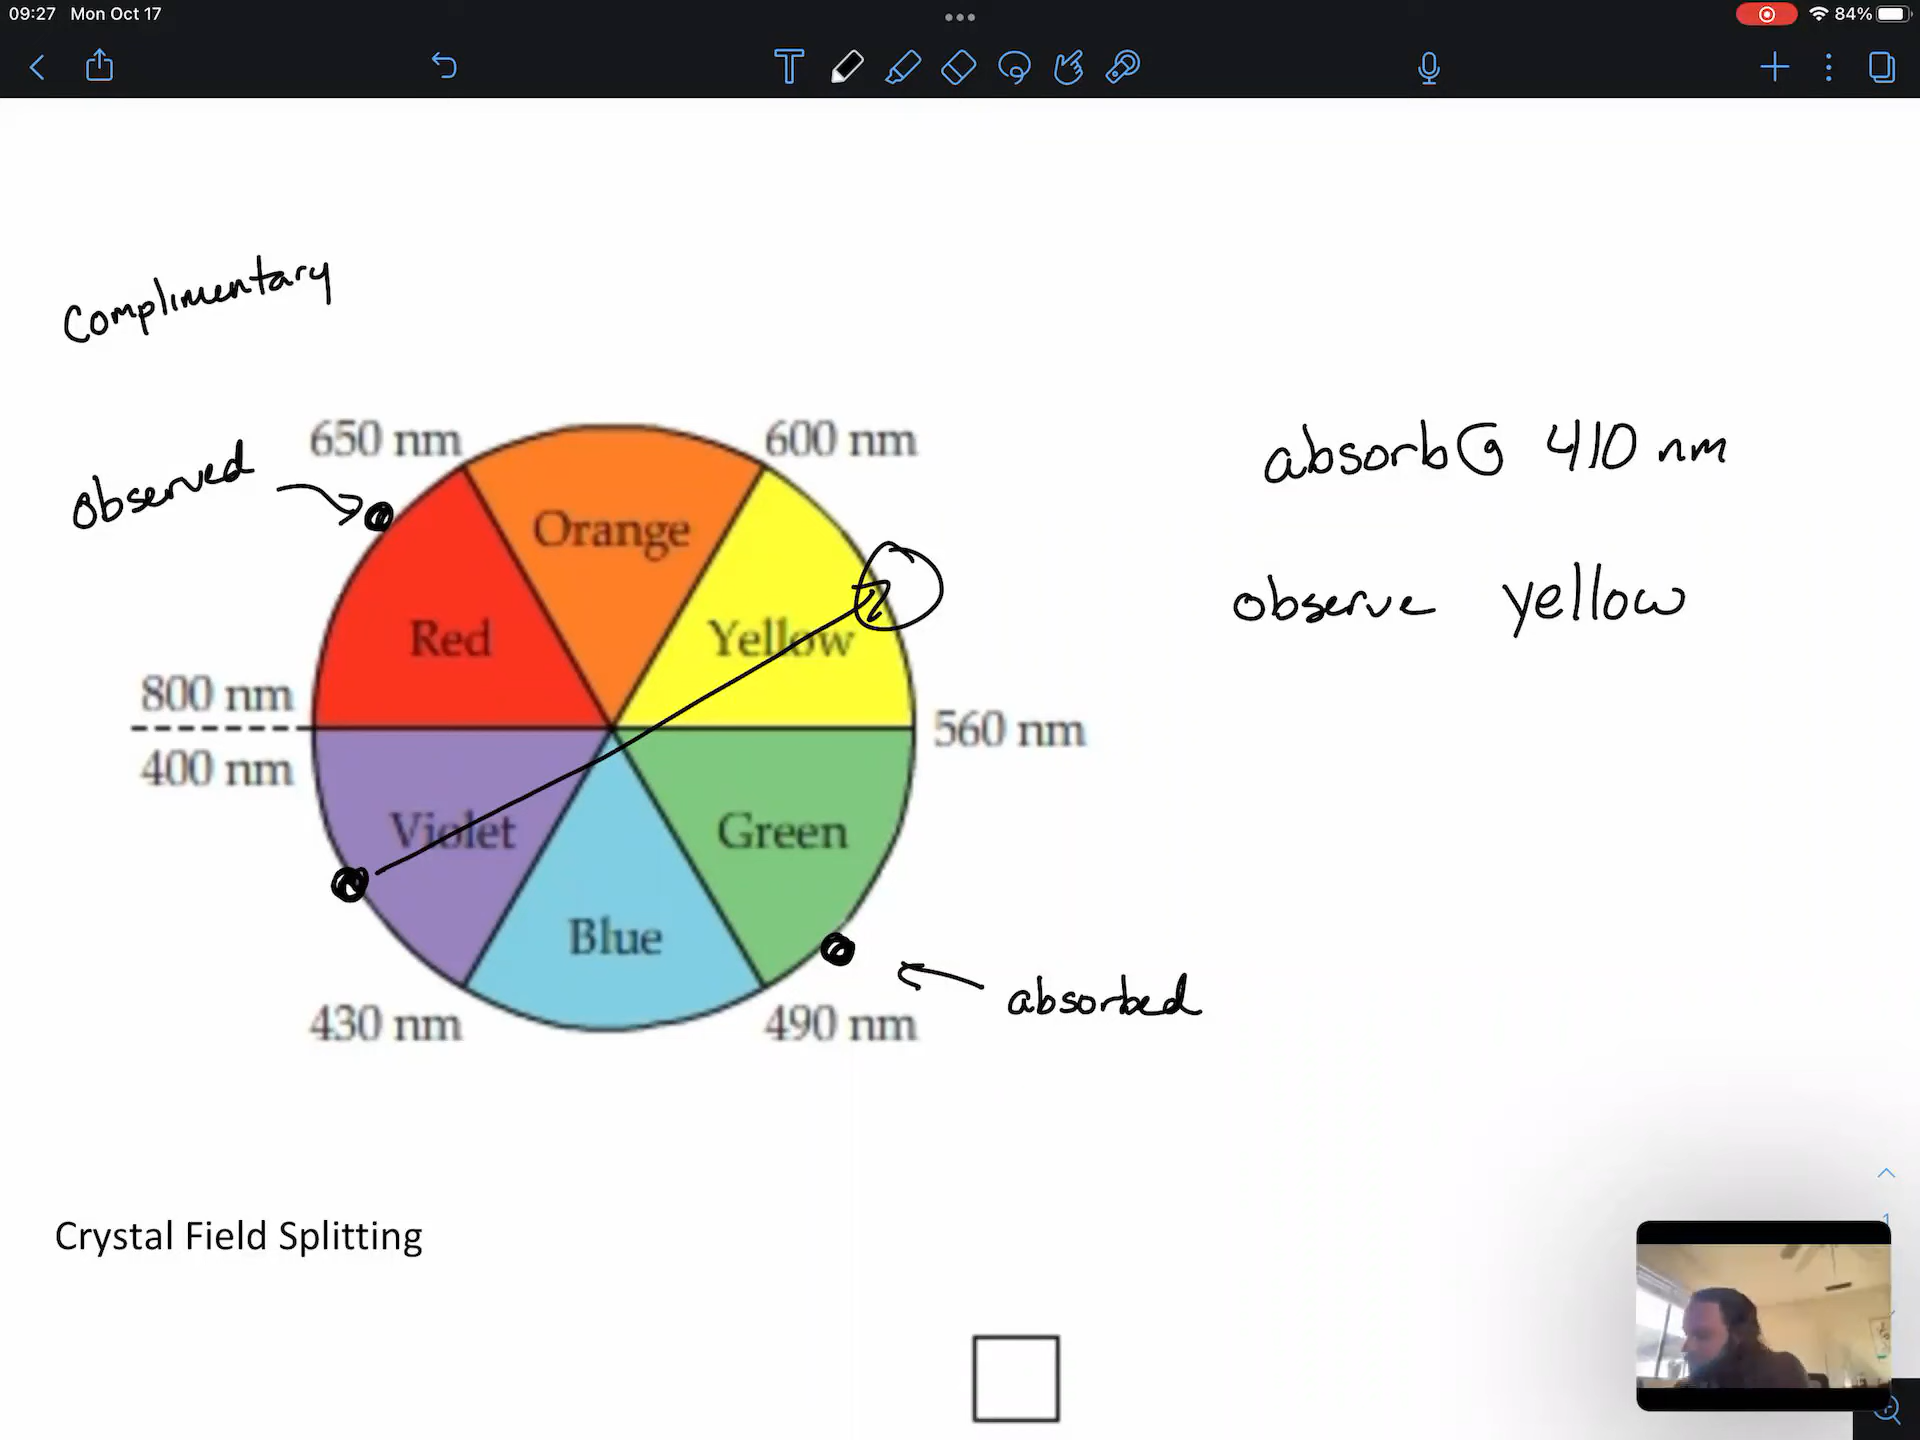 09:27 Mon Oct 17
84%
Complimentary
650 nm
600 nm
absorb @ 410 nm
observed
Orange
observe yellow
Red
Yellow
800 nm
560 nm
400 nm
Violet
Green
Blue
absorbed
430 nm
490 nm
Crystal Field Splitting